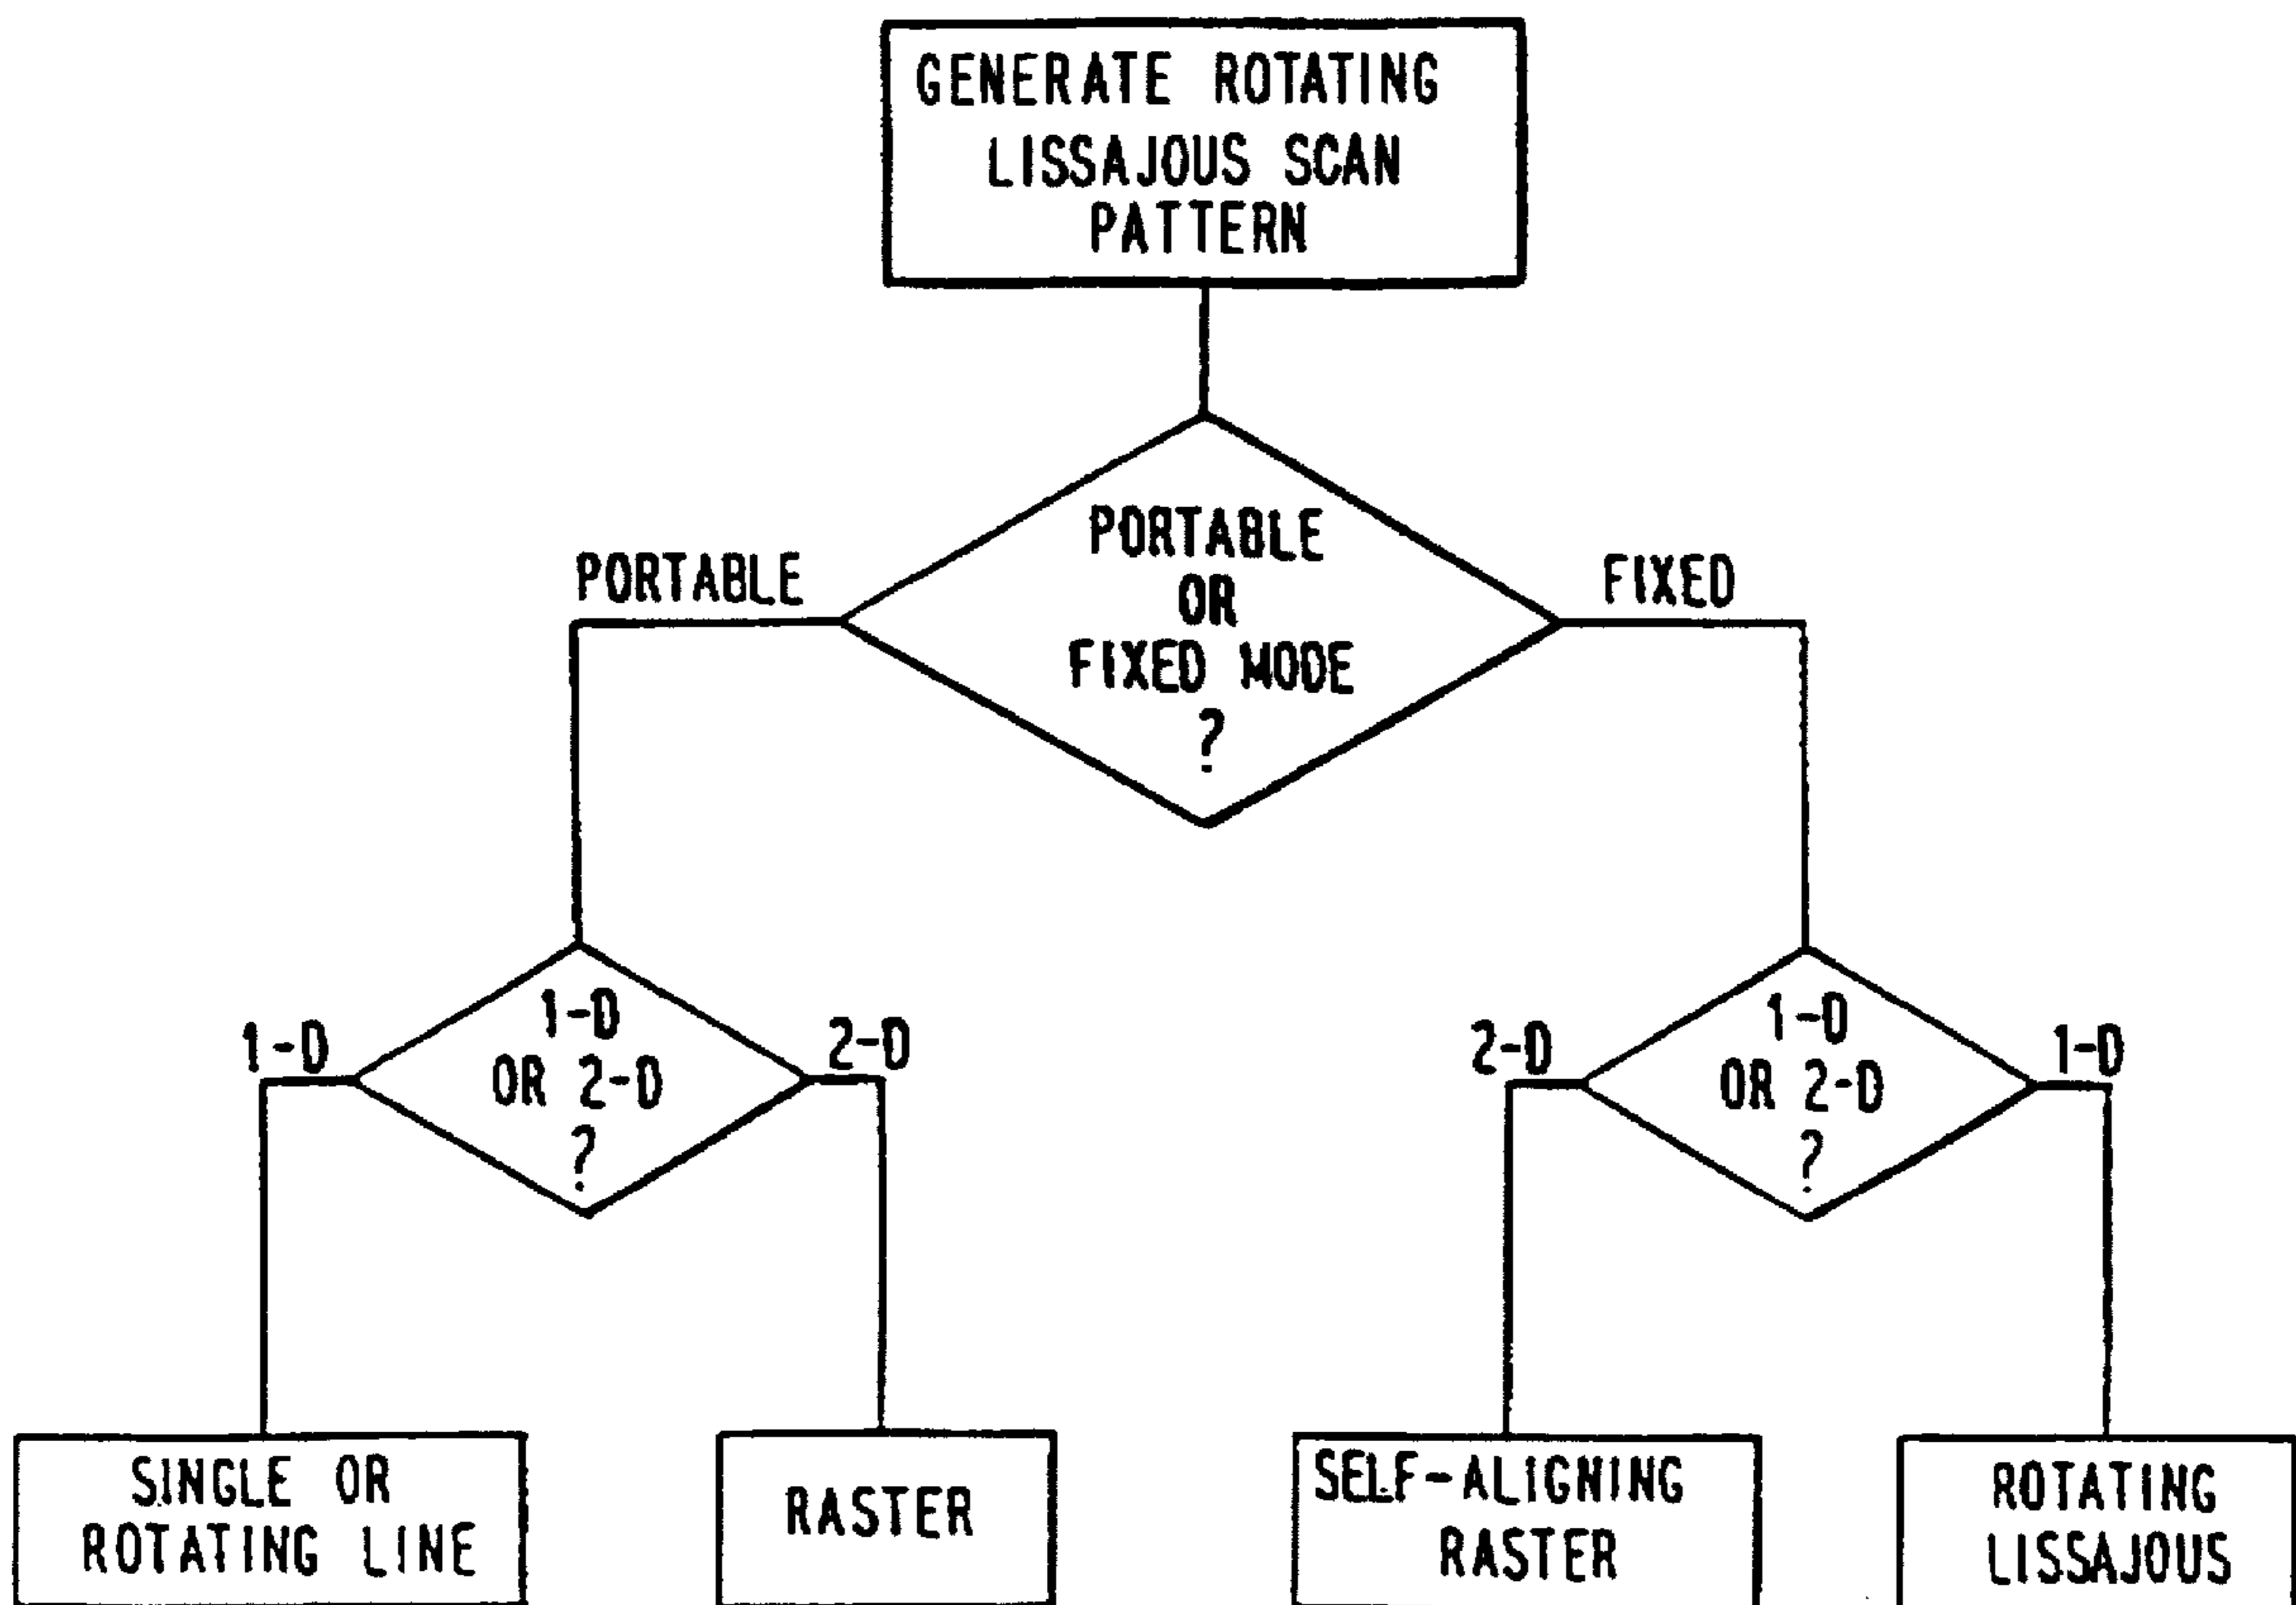 GENERATE ROTATING
LISSAJOUS SCAN
PATTERN
PORTABLE
OR
FIXED MODE
?
PORTABLE
FIXED
1-D
OR 2-D
?
1-D
2-D
1-D
OR 2-D
?
2-D
1-D
SINGLE OR
ROTATING LINE
RASTER
SELF-ALIGNING
RASTER
ROTATING
LISSAJOUS